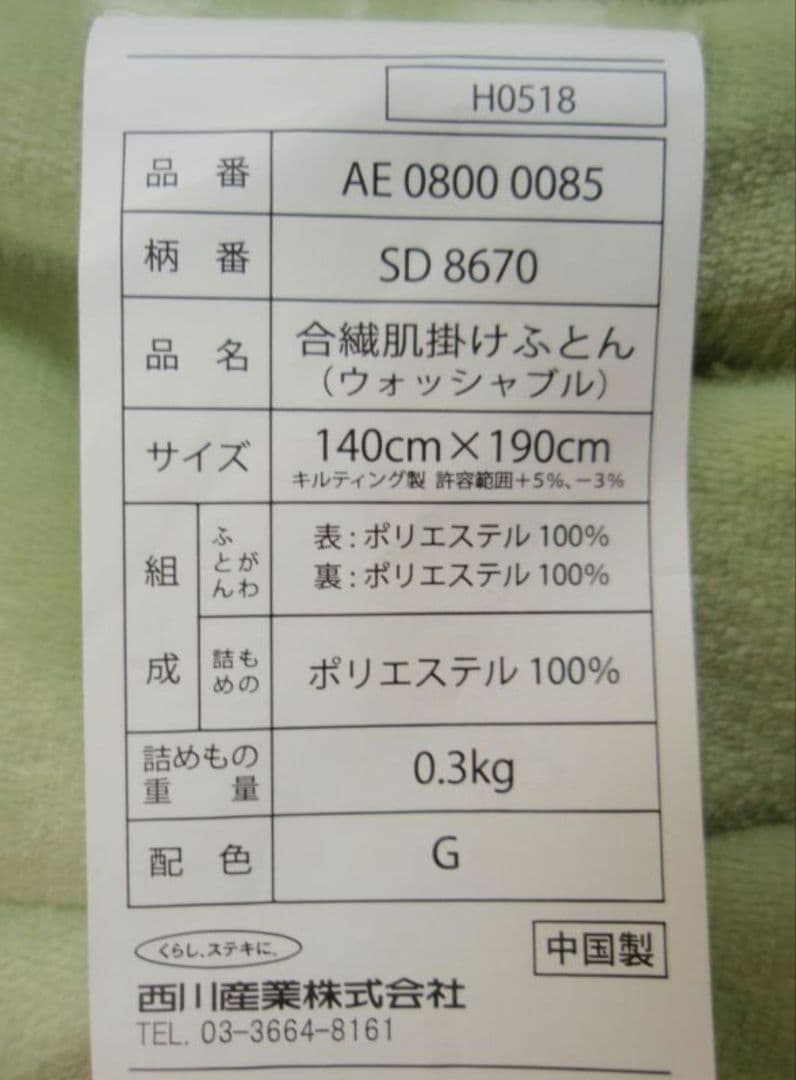 H0518
品番 AE 0800 0085
柄番 SD 8670
品名 合繊肌掛けふとん
（ウォッシャブル）
サイズ 140cm×190cm
キルティング製 許容範囲+5%、−3%
組成 ふとんがわ 表:ポリエステル 100%
裏:ポリエステル 100%
詰めもの ポリエステル 100%
詰めもの重量 0.3kg
配色 G
くらし、ステキに。
中国製
西川産業株式会社
TEL. 03-3664-8161